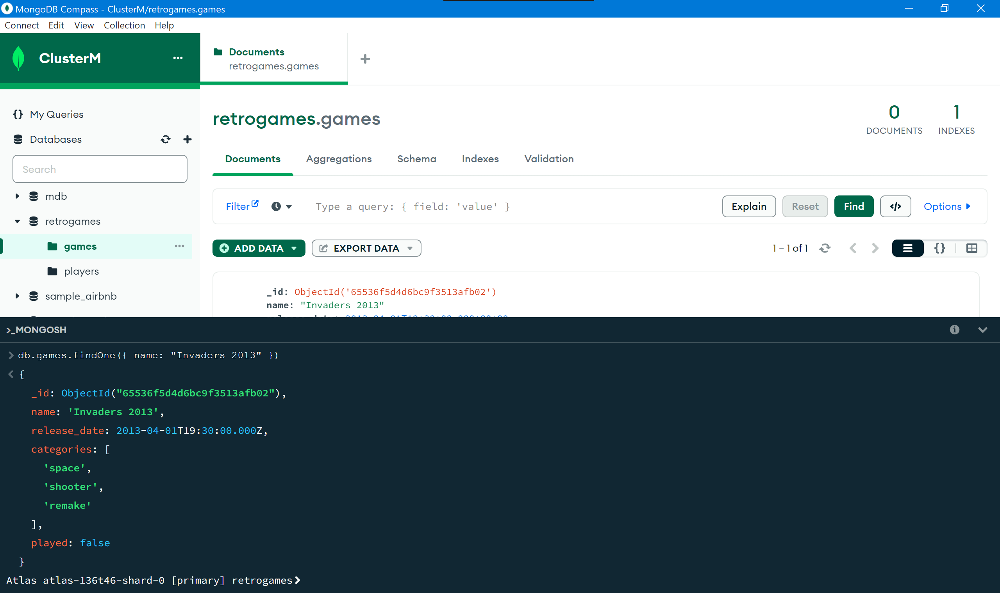 MongoDB Compass - ClusterM/retrogames.games
Connect Edit View Collection Help
ClusterM
Documents
retrogames.games
My Queries
Databases
Search
mdb
retrogames
games
players
sample_airbnb
retrogames.games
0
DOCUMENTS
1
INDEXES
Documents Aggregations Schema Indexes Validation
Filter Type a query: { field: 'value' } Explain Reset Find </> Options
ADD DATA EXPORT DATA 1 – 1 of 1 {}
_id: ObjectId('65536f5d4d6bc9f3513afb02')
name: "Invaders 2013"
>_MONGOSH
> db.games.findOne({ name: "Invaders 2013" })
< {
_id: ObjectId("65536f5d4d6bc9f3513afb02"),
name: 'Invaders 2013',
release_date: 2013-04-01T19:30:00.000Z,
categories: [
'space',
'shooter',
'remake'
],
played: false
}
Atlas atlas-136t46-shard-0 [primary] retrogames>